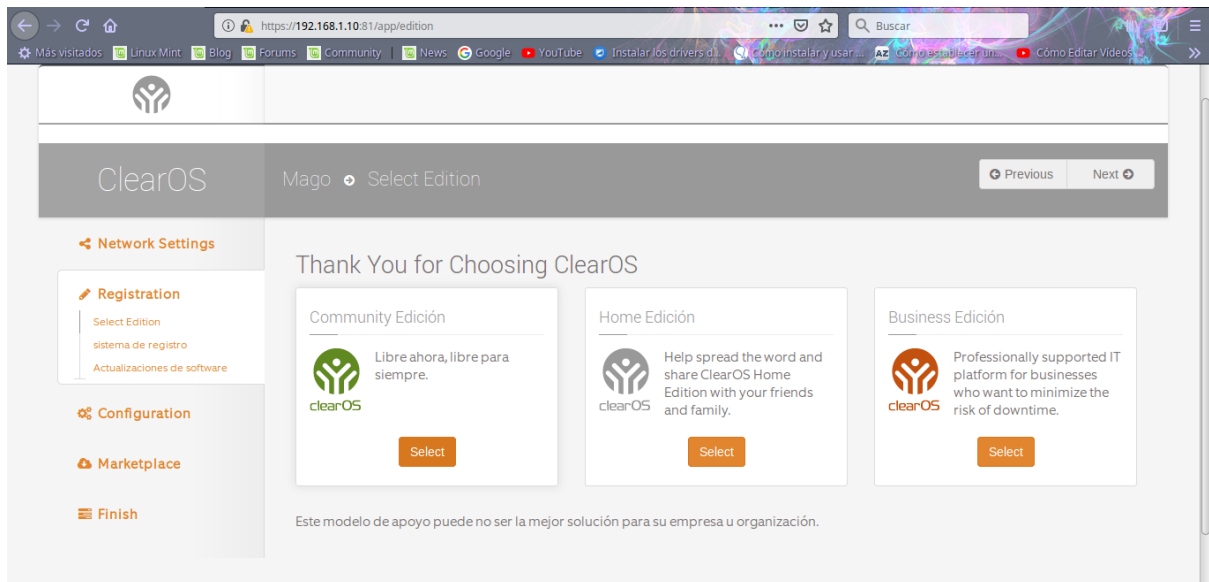 https://192.168.1.10:81/app/edition
Buscar
Más visitados Linux Mint Blog Forums Community News Google YouTube Instalar los drivers d... Cómo instalar y usar ... Cómo establecer un... Cómo Editar Vídeos
ClearOS
Mago Select Edition
Previous Next
Network Settings
Registration
Select Edition
sistema de registro
Actualizaciones de software
Configuration
Marketplace
Finish
Thank You for Choosing ClearOS
Community Edición
clearOS
Libre ahora, libre para
siempre.
Select
Home Edición
clearOS
Help spread the word and
share ClearOS Home
Edition with your friends
and family.
Select
Business Edición
clearOS
Professionally supported IT
platform for businesses
who want to minimize the
risk of downtime.
Select
Este modelo de apoyo puede no ser la mejor solución para su empresa u organización.